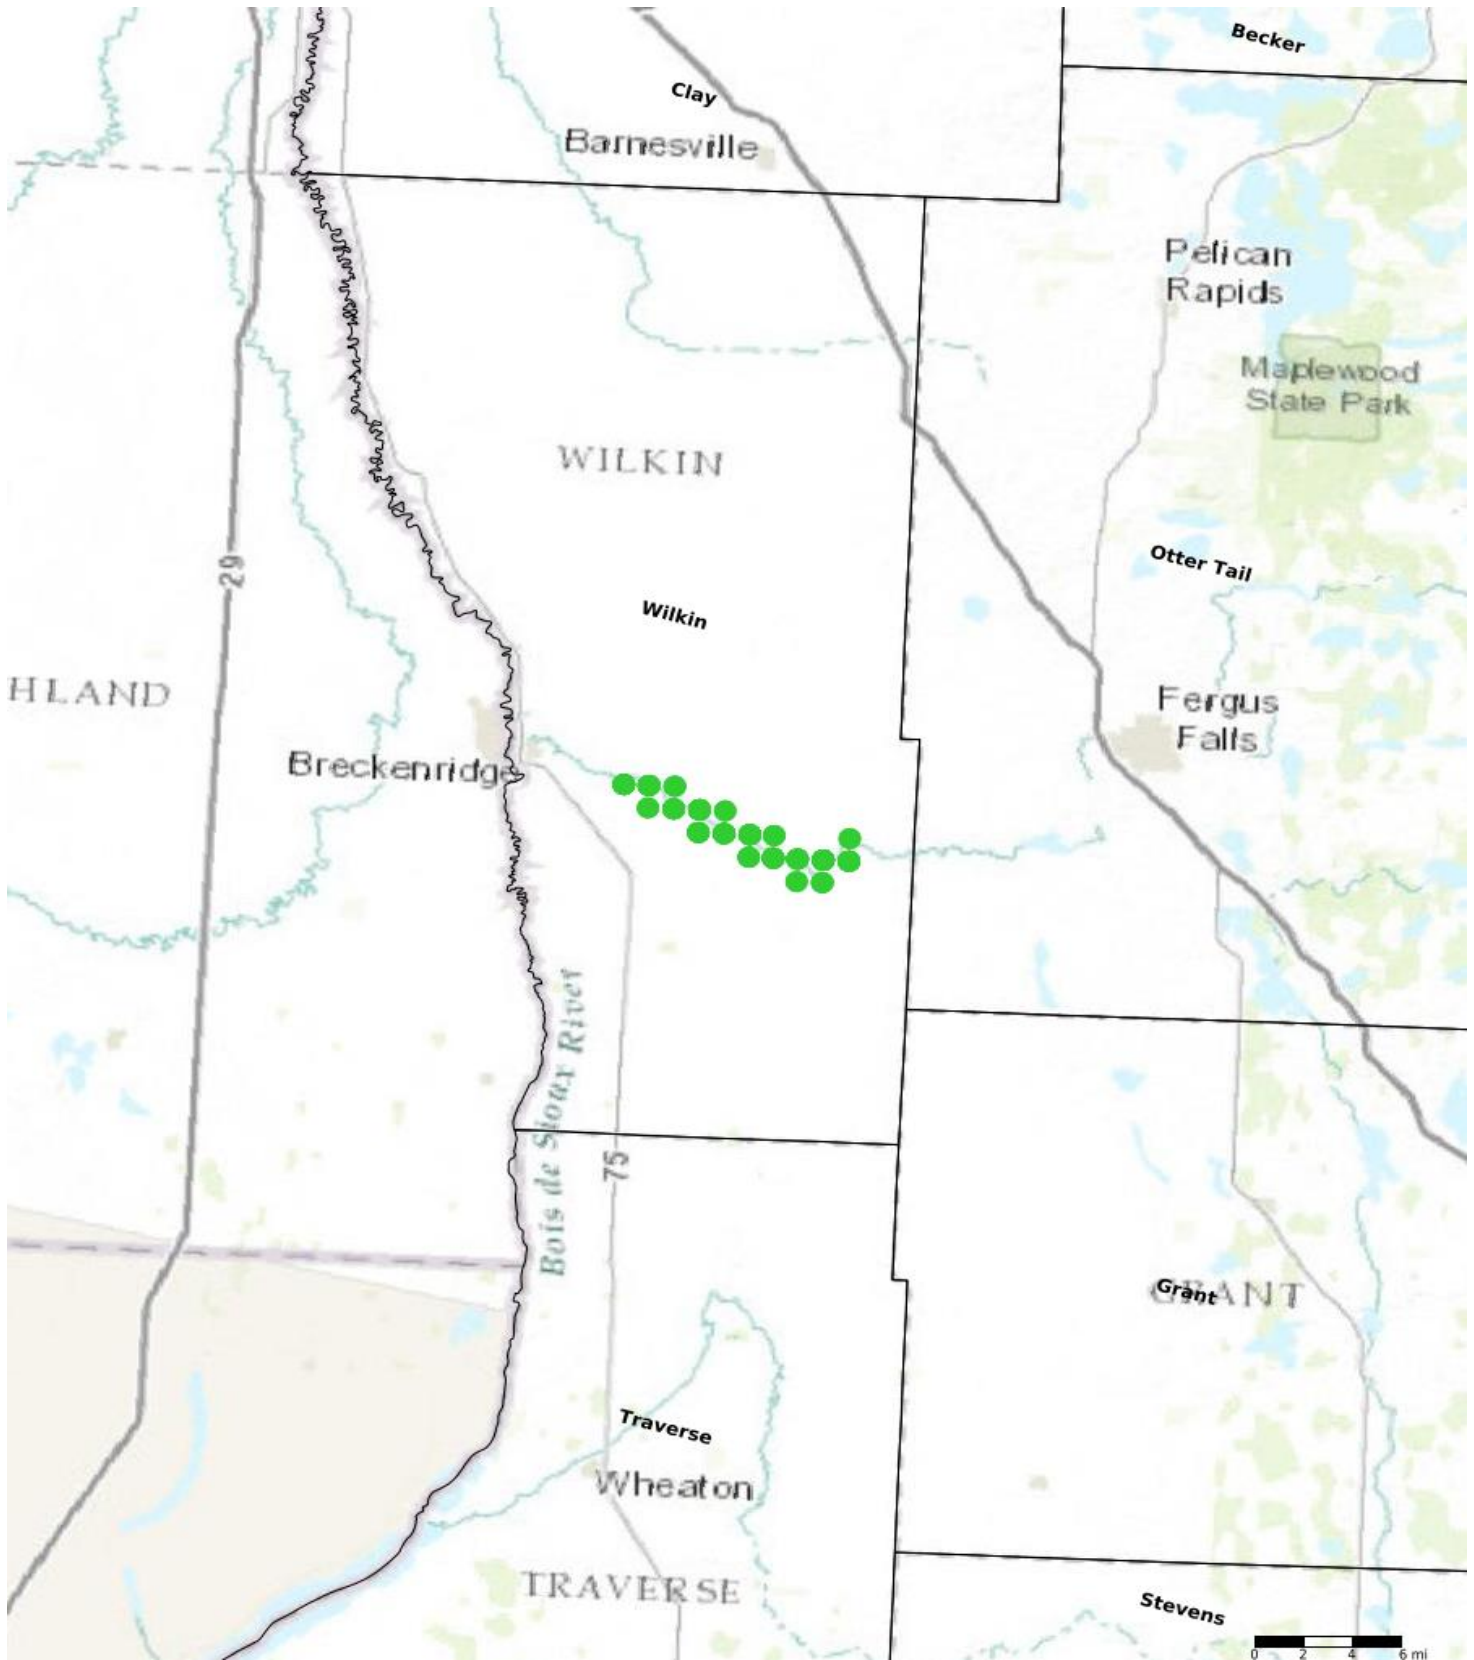 Becker
Clay
Barnesville
Pelican
Rapids
Maplewood
State Park
WILKIN
Otter Tail
29
Wilkin
HLAND
Fergus
Falls
Breckenridge
Bois de Sioux River
75
GRANT
Grant
Traverse
Wheaton
TRAVERSE
Stevens
0 2 4 6 mi